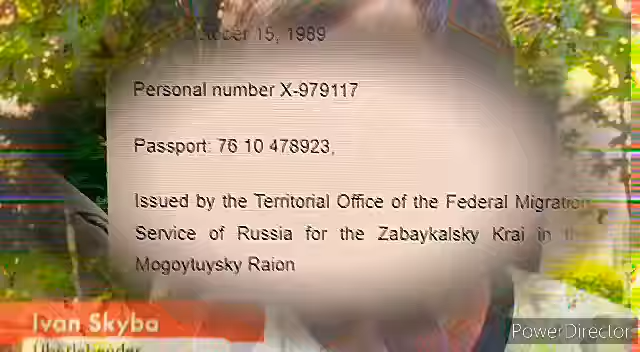 October 15, 1989
Personal number X-979117
Passport: 76 10 478923,
Issued by the Territorial Office of the Federal Migration
Service of Russia for the Zabaykalsky Krai in the
Mogoytuysky Raion
Ivan Skyba
PowerDirector